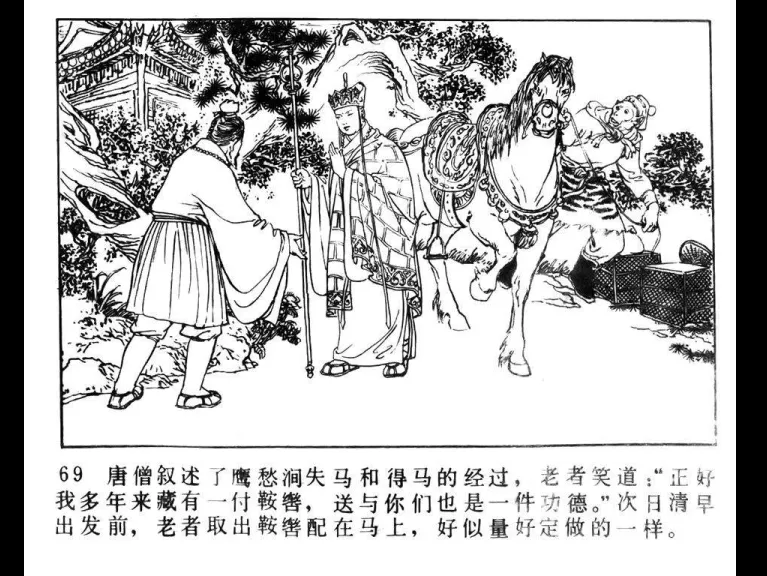 69 唐僧叙述了鹰愁涧失马和得马的经过，老者笑道：“正好
我多年来藏有一付鞍辔，送与你们也是一件功德。”次日清早
出发前，老者取出鞍辔配在马上，好似量好定做的一样。